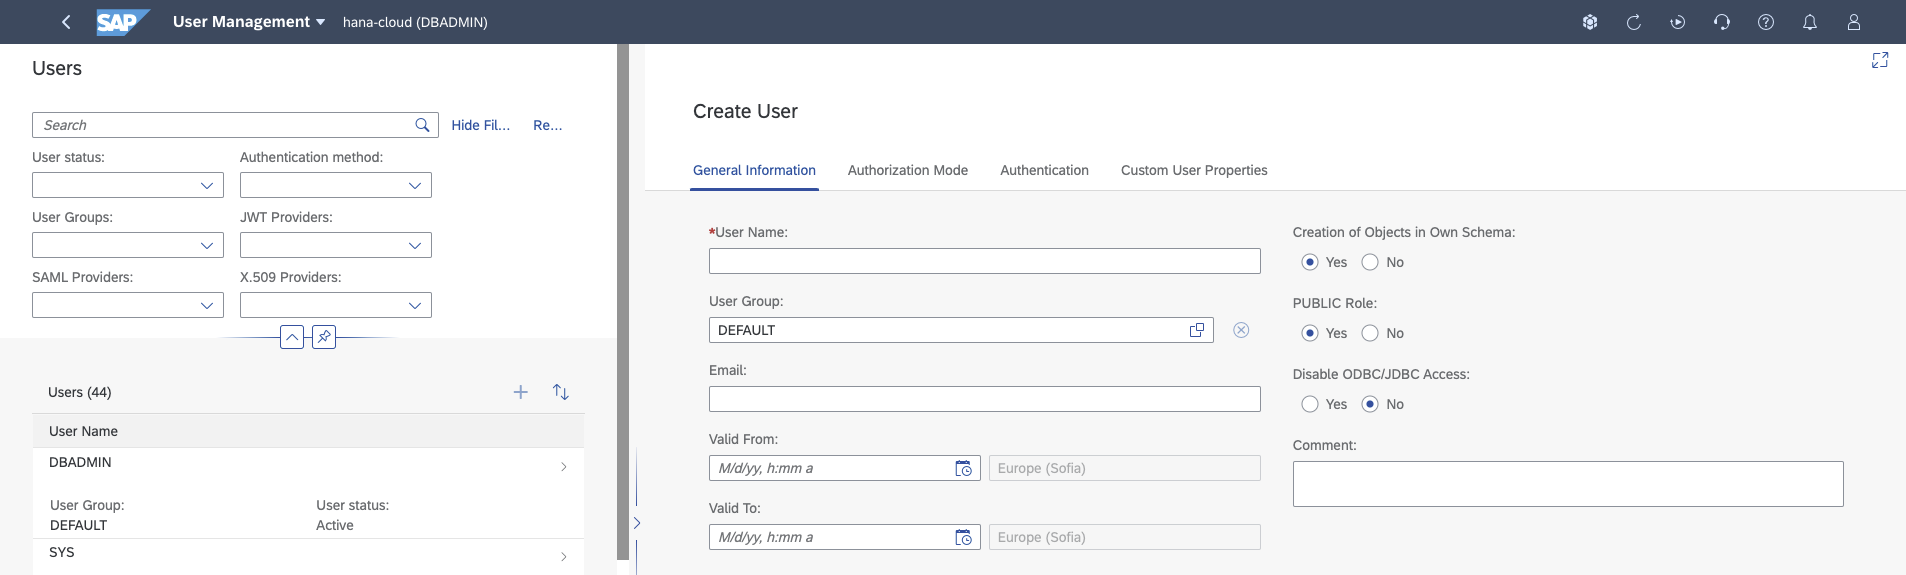 SAP User Management hana-cloud (DBADMIN)
Users
Search Hide Fil... Re...
User status: Authentication method:
User Groups: JWT Providers:
SAML Providers: X.509 Providers:
Users (44)
User Name
DBADMIN
User Group: User status:
DEFAULT Active
SYS
Create User
General Information Authorization Mode Authentication Custom User Properties
*User Name:
User Group:
DEFAULT
Email:
Valid From:
M/d/yy, h:mm a Europe (Sofia)
Valid To:
M/d/yy, h:mm a Europe (Sofia)
Creation of Objects in Own Schema:
Yes No
PUBLIC Role:
Yes No
Disable ODBC/JDBC Access:
Yes No
Comment: